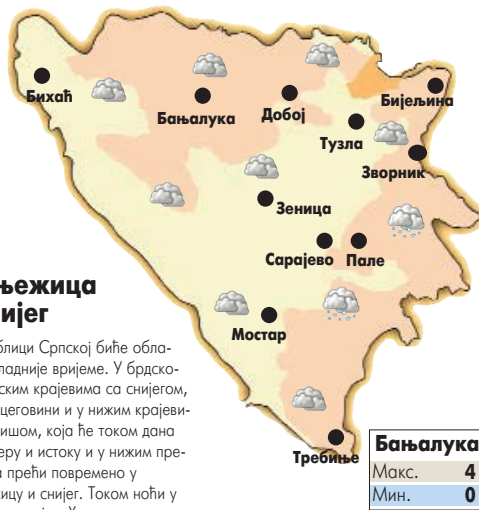 Бихаћ
Бањалука
Добој
Бијељина
Тузла
Зворник
Зеница
Сарајево Пале
Мостар
Требиње
њежица
ијег
блици Српској биће обла-
ладније вријеме. У брдско-
ским крајевима са снијегом,
цеговини и у нижим крајеви-
ишом, која ће током дана
еру и истоку и у нижим пре-
а прећи повремено у
ицу и снијег. Током ноћи у
Бањалука
Макс. 4
Мин. 0